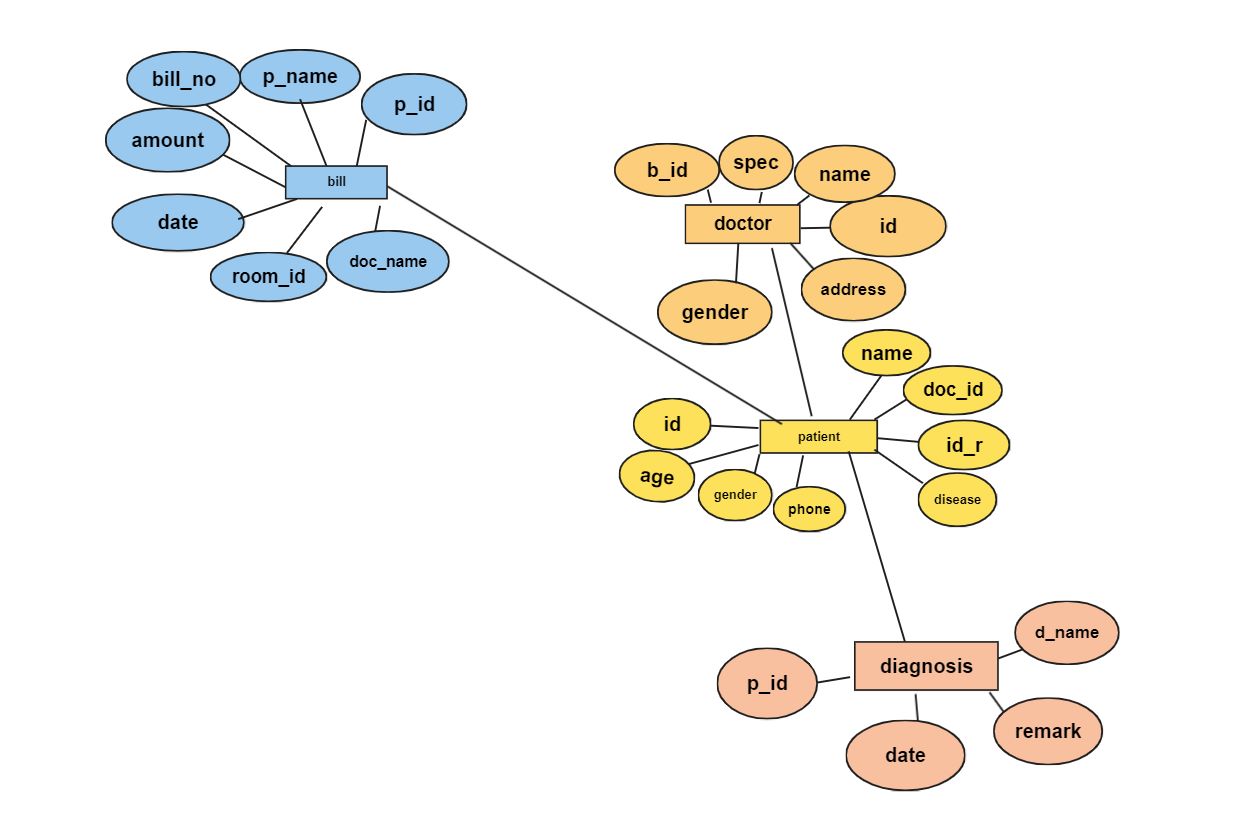 bill_no
p_name
p_id
amount
bill
date
room_id
doc_name
b_id
spec
name
doctor
id
address
gender
name
doc_id
id
patient
id_r
age
gender
phone
disease
d_name
diagnosis
p_id
remark
date